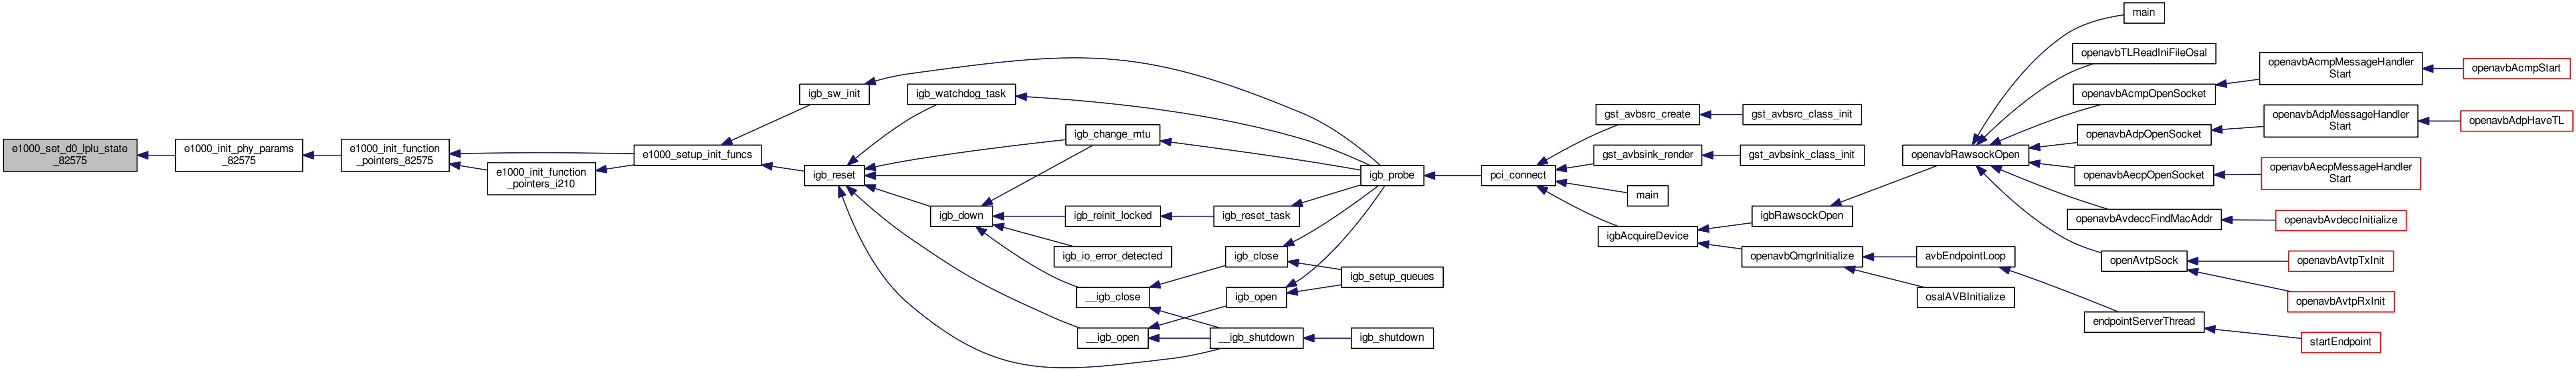 e1000_set_d0_lplu_state
_82575
e1000_init_phy_params
_82575
e1000_init_function
_pointers_82575
e1000_init_function
_pointers_i210
e1000_setup_init_funcs
igb_sw_init
igb_reset
igb_watchdog_task
igb_change_mtu
igb_down
igb_reinit_locked
igb_reset_task
igb_io_error_detected
__igb_close
__igb_open
igb_close
igb_open
__igb_shutdown
igb_probe
igb_setup_queues
igb_shutdown
pci_connect
gst_avbsrc_create
gst_avbsrc_class_init
gst_avbsink_render
gst_avbsink_class_init
main
igbAcquireDevice
igbRawsockOpen
openavbQmgrInitialize
avbEndpointLoop
osalAVBInitialize
openavbRawsockOpen
main
openavbTLReadIniFileOsal
openavbAcmpOpenSocket
openavbAcmpMessageHandler
Start
openavbAcmpStart
openavbAdpOpenSocket
openavbAdpMessageHandler
Start
openavbAdpHaveTL
openavbAecpOpenSocket
openavbAecpMessageHandler
Start
openavbAvdeccFindMacAddr
openavbAvdeccInitialize
openAvtpSock
openavbAvtpTxInit
openavbAvtpRxInit
endpointServerThread
startEndpoint